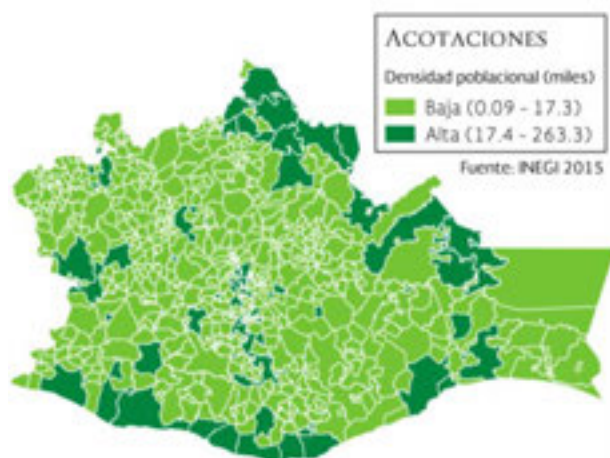 ACOTACIONES
Densidad poblacional (miles)
Baja (0.09 - 17.3)
Alta (17.4 - 263.3)
Fuente: INEGI 2015